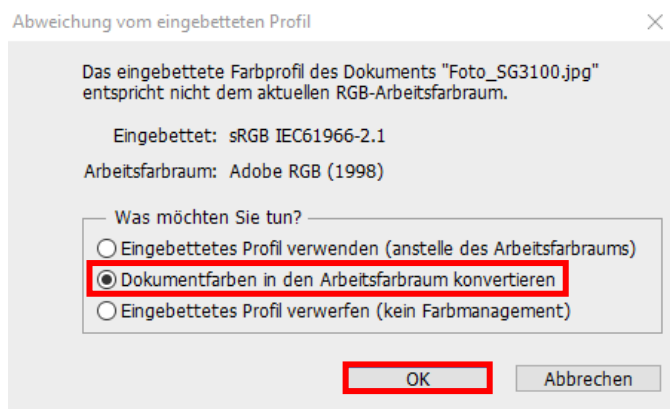 Abweichung vom eingebetteten Profil
Das eingebettete Farbprofil des Dokuments "Foto_SG3100.jpg"
entspricht nicht dem aktuellen RGB-Arbeitsfarbraum.
Eingebettet: sRGB IEC61966-2.1
Arbeitsfarbraum: Adobe RGB (1998)
Was möchten Sie tun?
Eingebettetes Profil verwenden (anstelle des Arbeitsfarbraums)
Dokumentfarben in den Arbeitsfarbraum konvertieren
Eingebettetes Profil verwerfen (kein Farbmanagement)
OK Abbrechen